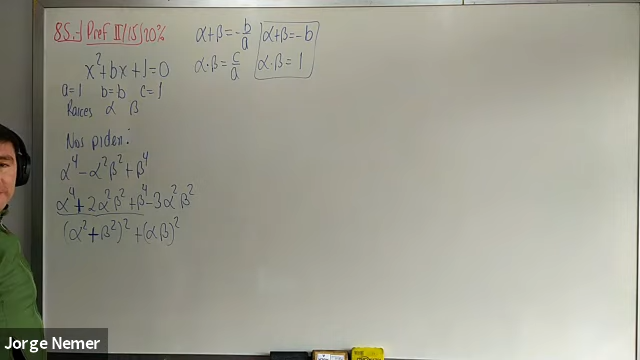 85.- Pref II/15 20%
x²+bx+1=0
a=1 b=b c=1
Raíces α β
Nos piden:
α⁴-α²β²+β⁴
α⁴+2α²β²+β⁴-3α²β²
(α²+β²)²+(αβ)²
α+β=-b/a
α·β=c/a
α+β=-b
α·β=1
Jorge Nemer